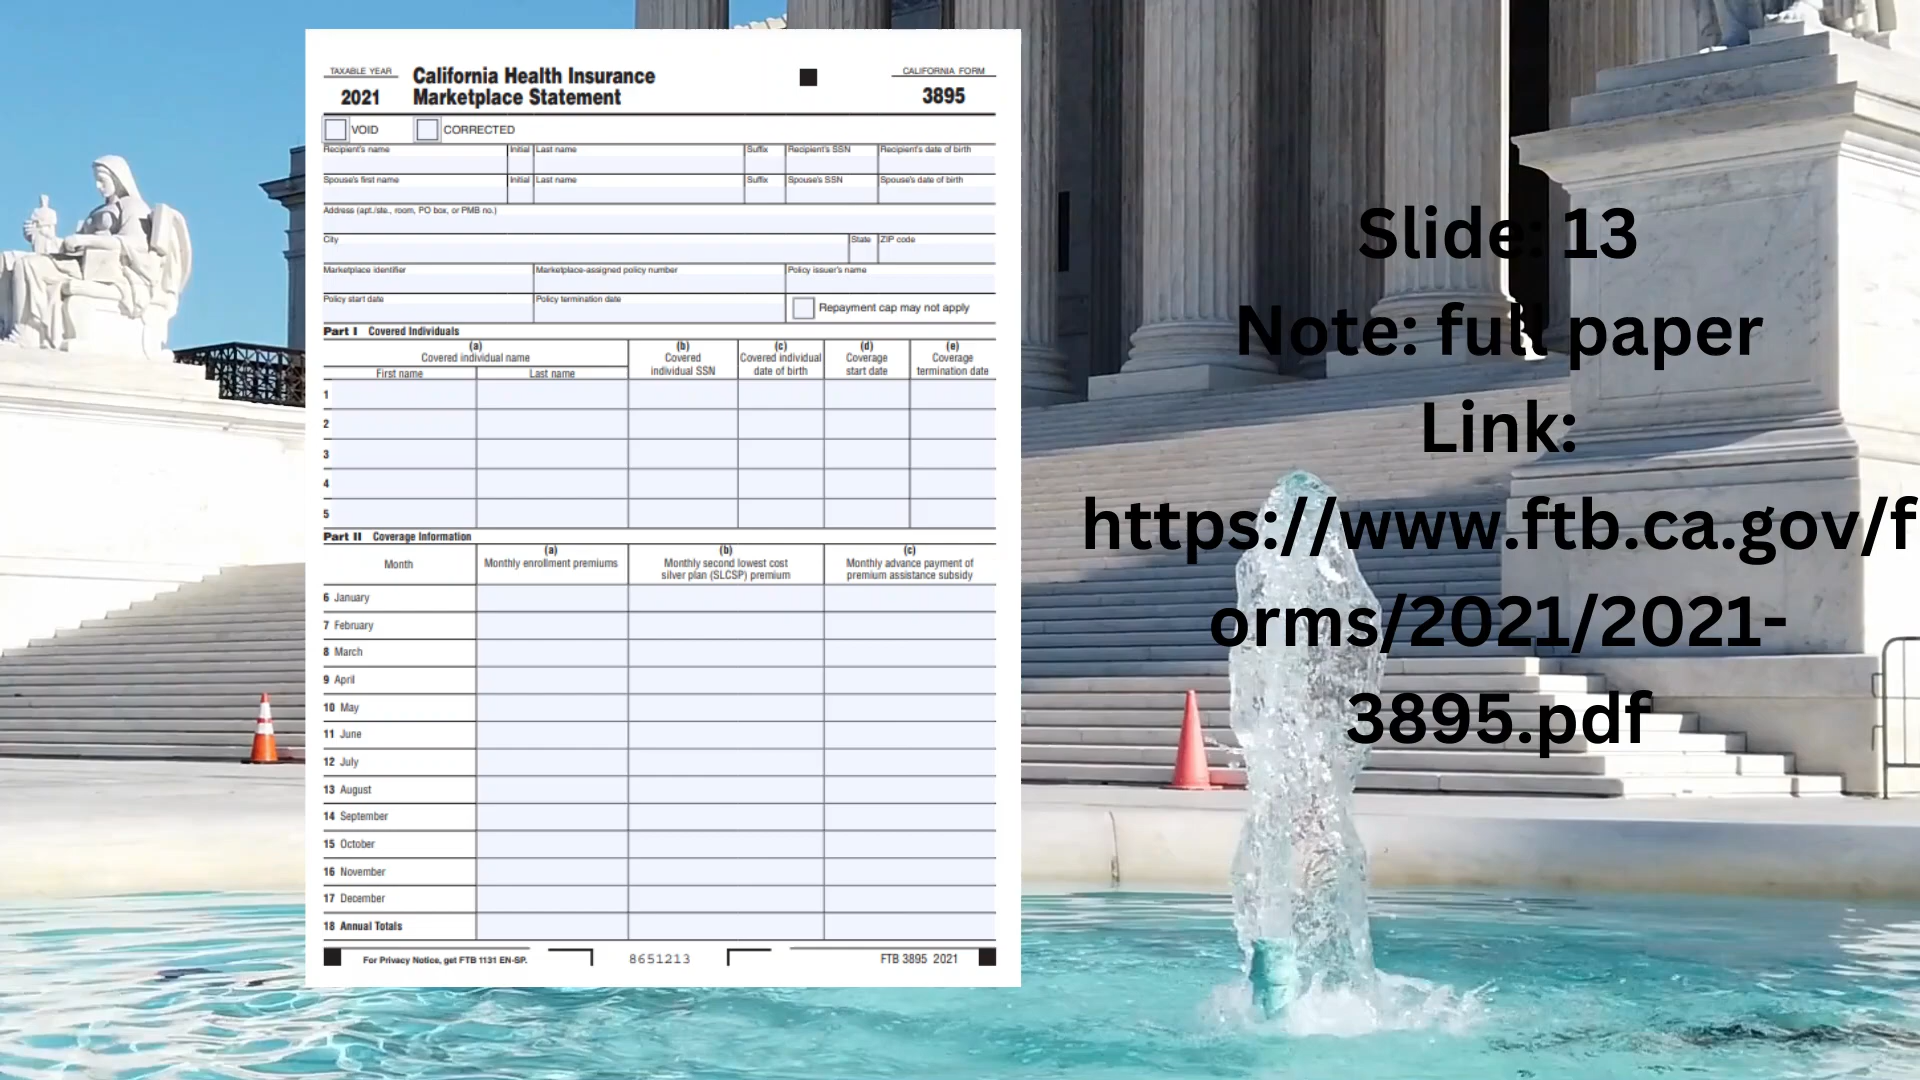 TAXABLE YEAR
2021
California Health Insurance
Marketplace Statement
CALIFORNIA FORM
3895
VOID CORRECTED
Recipient's name Initial Last name Suffix Recipient's SSN Recipient's date of birth
Spouse's first name Initial Last name Suffix Spouse's SSN Spouse's date of birth
Address (apt./ste., room, PO box, or PMB no.)
City State ZIP code
Marketplace identifier Marketplace-assigned policy number Policy issuer's name
Policy start date Policy termination date Repayment cap may not apply
Part I Covered Individuals
(a)
Covered individual name
First name Last name
(b)
Covered
individual SSN
(c)
Covered individual
date of birth
(d)
Coverage
start date
(e)
Coverage
termination date
1
2
3
4
5
Part II Coverage Information
Month
(a)
Monthly enrollment premiums
(b)
Monthly second lowest cost
silver plan (SLCSP) premium
(c)
Monthly advance payment of
premium assistance subsidy
6 January
7 February
8 March
9 April
10 May
11 June
12 July
13 August
14 September
15 October
16 November
17 December
18 Annual Totals
For Privacy Notice, get FTB 1131 EN-SP. 8651213 FTB 3895 2021
Slide: 13
Note: full paper
Link:
https://www.ftb.ca.gov/f
orms/2021/2021-
3895.pdf